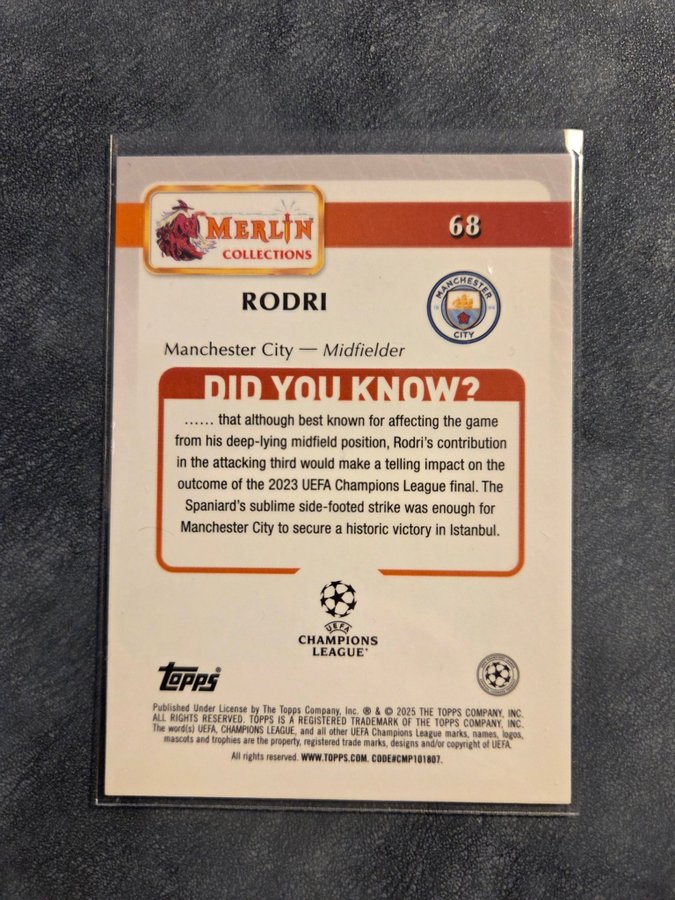 MERLIN
COLLECTIONS
68
RODRI
MANCHESTER
CITY
Manchester City — Midfielder
DID YOU KNOW?
...... that although best known for affecting the game
from his deep-lying midfield position, Rodri's contribution
in the attacking third would make a telling impact on the
outcome of the 2023 UEFA Champions League final. The
Spaniard's sublime side-footed strike was enough for
Manchester City to secure a historic victory in Istanbul.
UEFA
CHAMPIONS
LEAGUE®
Topps®
Published Under License by The Topps Company, Inc. ® & © 2025 THE TOPPS COMPANY, INC.
ALL RIGHTS RESERVED. TOPPS IS A REGISTERED TRADEMARK OF THE TOPPS COMPANY, INC.
The word(s) UEFA, CHAMPIONS LEAGUE, and all other UEFA Champions League marks, names, logos,
mascots and trophies are the property, registered trade marks, designs and/or copyright of UEFA.
All rights reserved. WWW.TOPPS.COM. CODE#CMP101807.